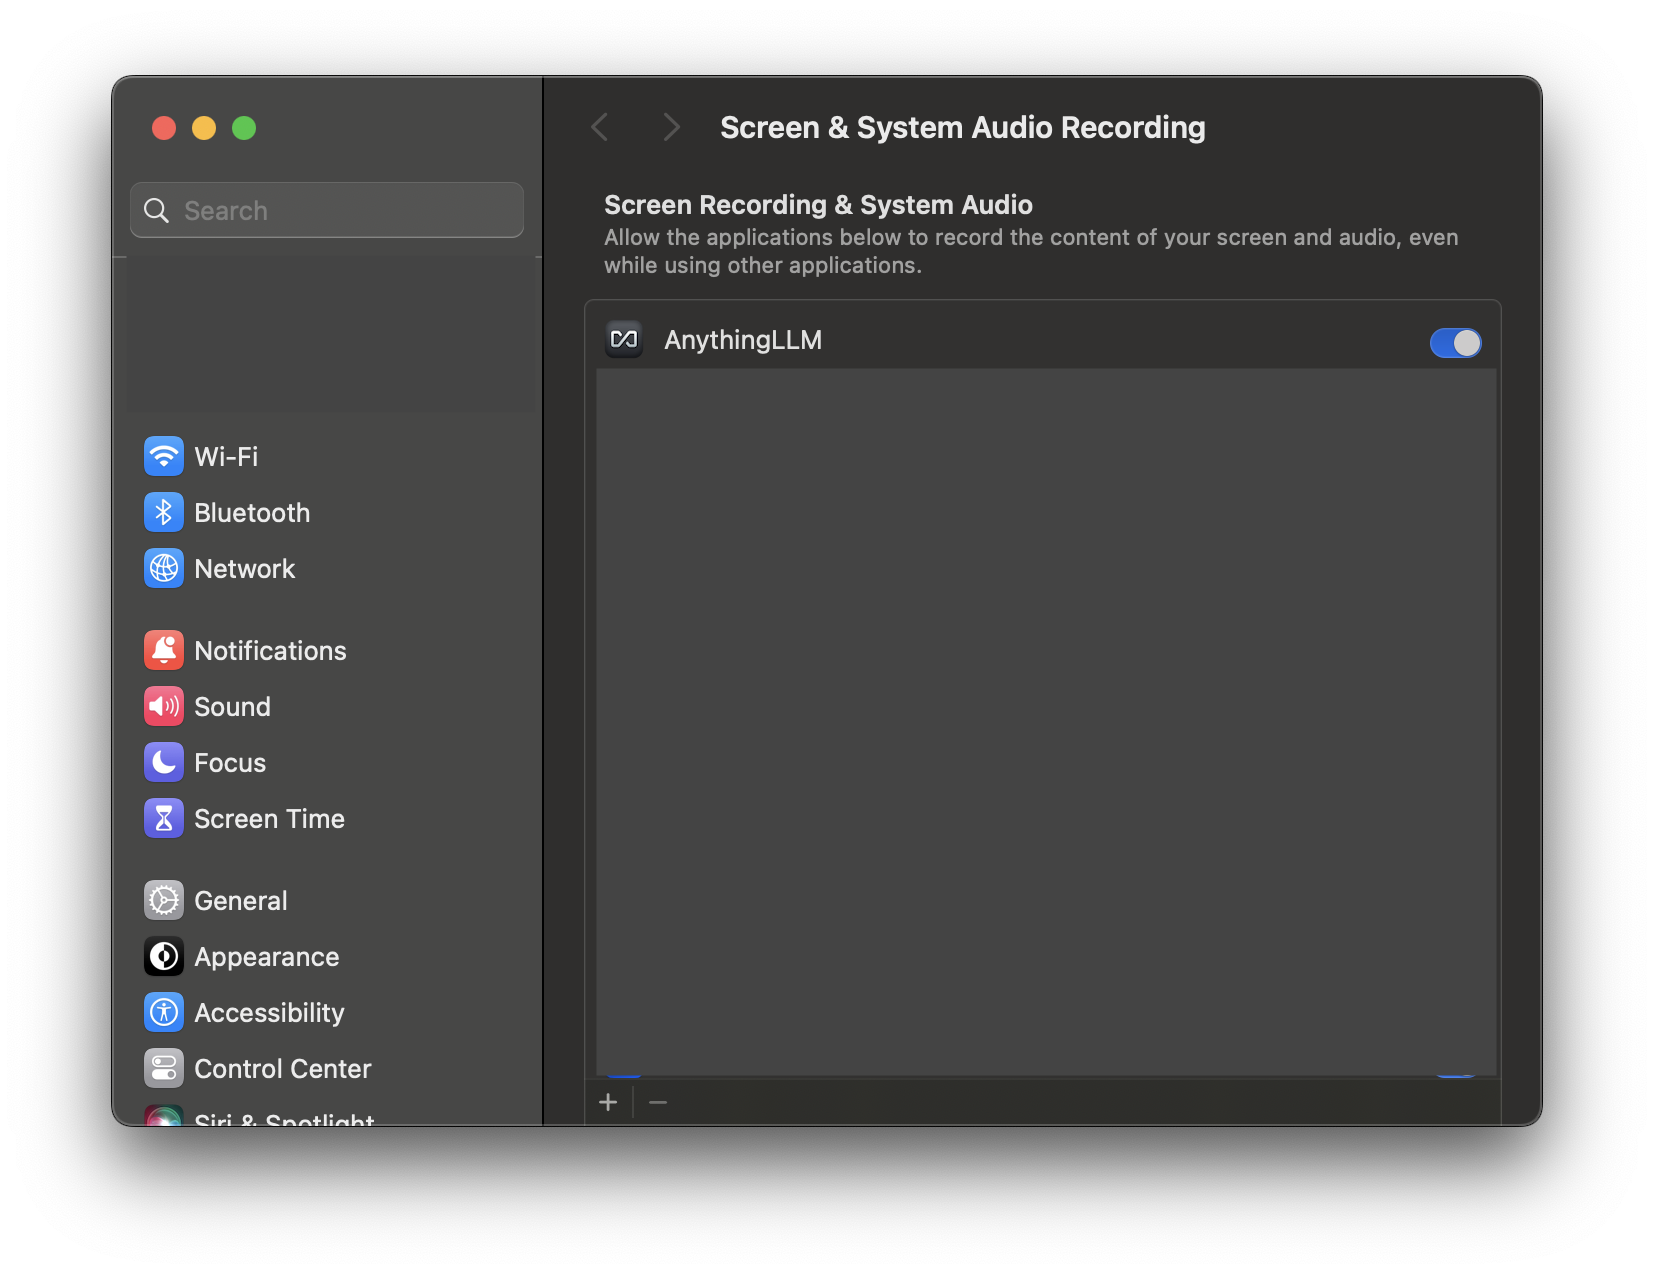 Screen & System Audio Recording
Search
Screen Recording & System Audio
Allow the applications below to record the content of your screen and audio, even
while using other applications.
AnythingLLM
Wi-Fi
Bluetooth
Network
Notifications
Sound
Focus
Screen Time
General
Appearance
Accessibility
Control Center
Siri & Spotlight